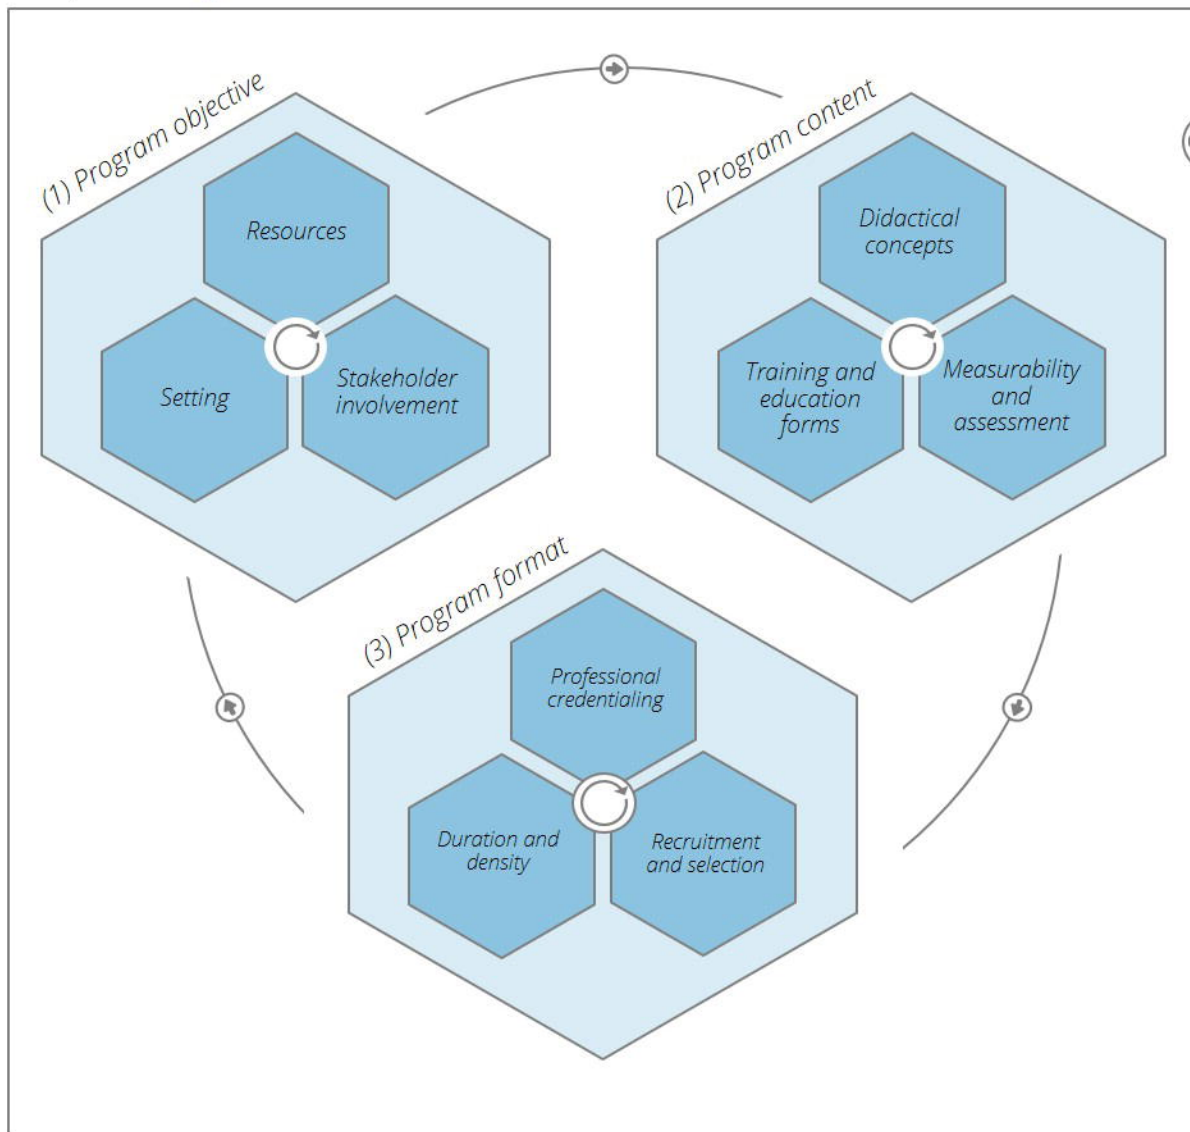 (1) Program objective
Resources
Setting
Stakeholder
involvement
(2) Program content
Didactical
concepts
Training and
education
forms
Measurability
and
assessment
(3) Program format
Professional
credentialing
Duration and
density
Recruitment
and selection